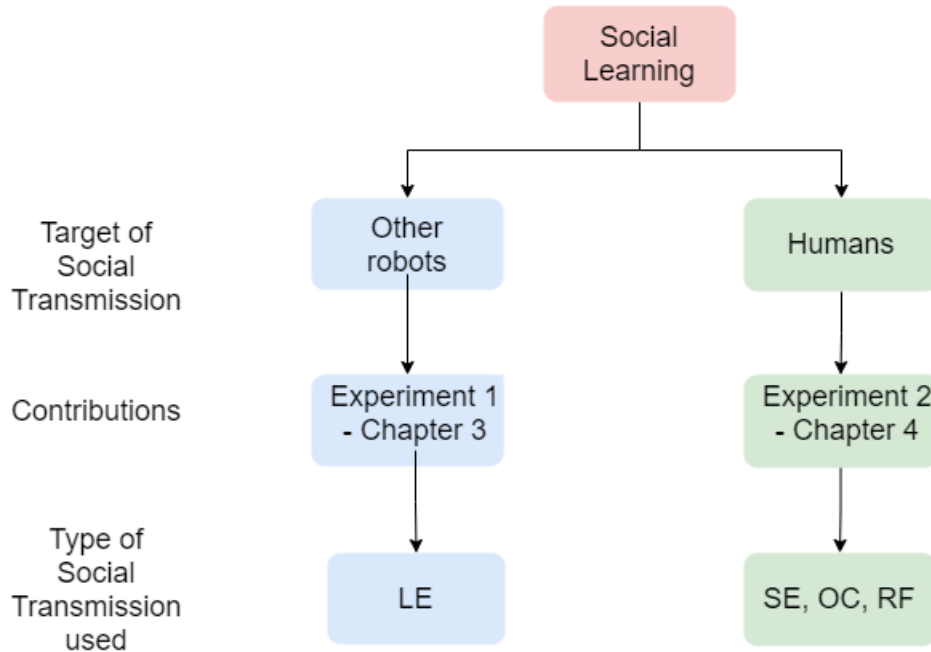 Social
Learning
Target of
Social
Transmission
Other
robots
Humans
Contributions
Experiment 1
- Chapter 3
Experiment 2
- Chapter 4
Type of
Social
Transmission
used
LE
SE, OC, RF